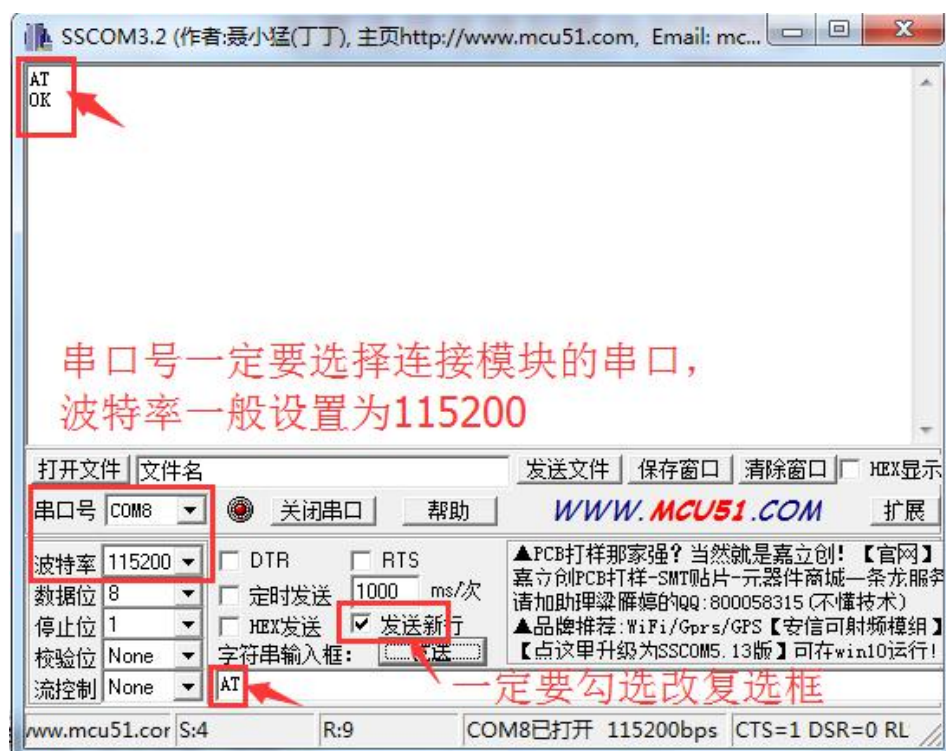 SSCOM3.2 (作者:聂小猛(丁丁), 主页http://www.mcu51.com, Email: mc...
AT
OK
串口号一定要选择连接模块的串口，
波特率一般设置为115200
打开文件 文件名 发送文件 保存窗口 清除窗口 HEX显示
串口号 COM8 关闭串口 帮助 WWW.MCU51.COM 扩展
波特率 115200 DTR RTS
数据位 8 定时发送 1000 ms/次
停止位 1 HEX发送 发送新行
校验位 None 字符串输入框: 发送
流控制 None AT
▲PCB打样那家强？当然就是嘉立创！【官网】
嘉立创PCB打样-SMT贴片-元器件商城一条龙服务
请加助理梁雁婷的QQ:800058315(不懂技术)
▲品牌推荐:WiFi/Gprs/GPS【安信可射频模组】
【点这里升级为SSCOM5.13版】可在win10运行!
一定要勾选改复选框
www.mcu51.cor S:4 R:9 COM8已打开 115200bps CTS=1 DSR=0 RL